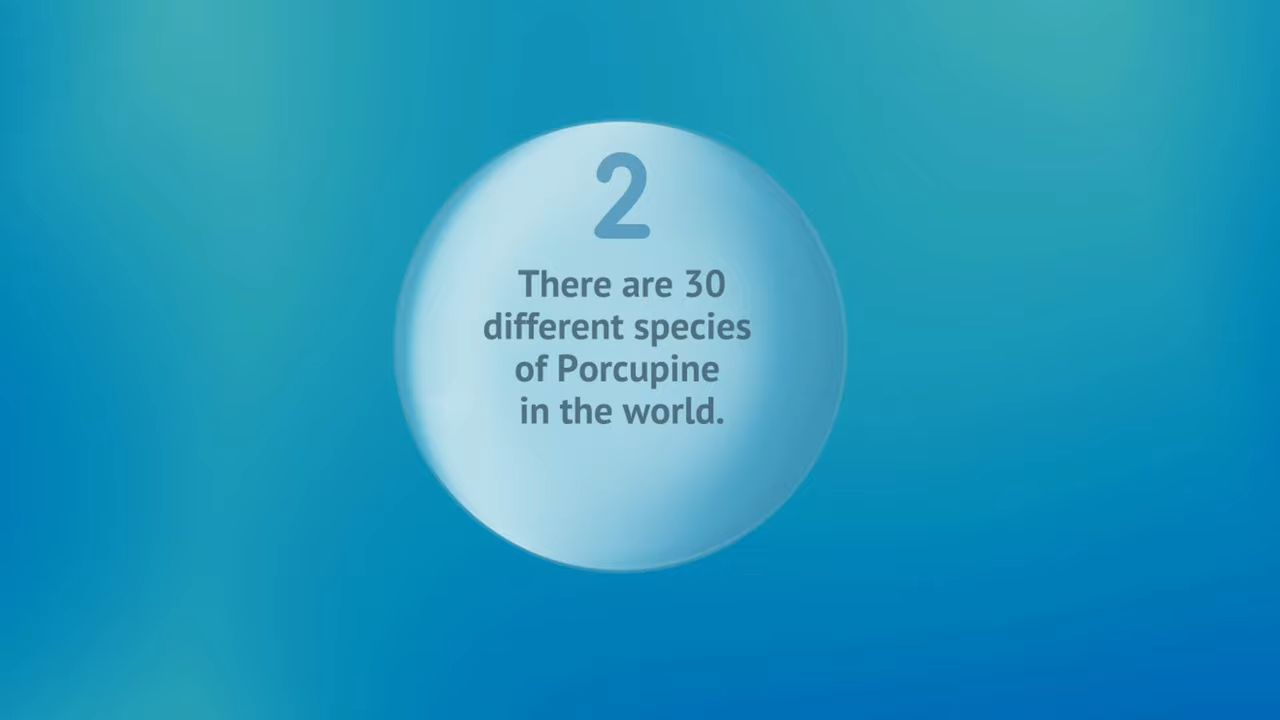 2
There are 30
different species
of Porcupine
in the world.